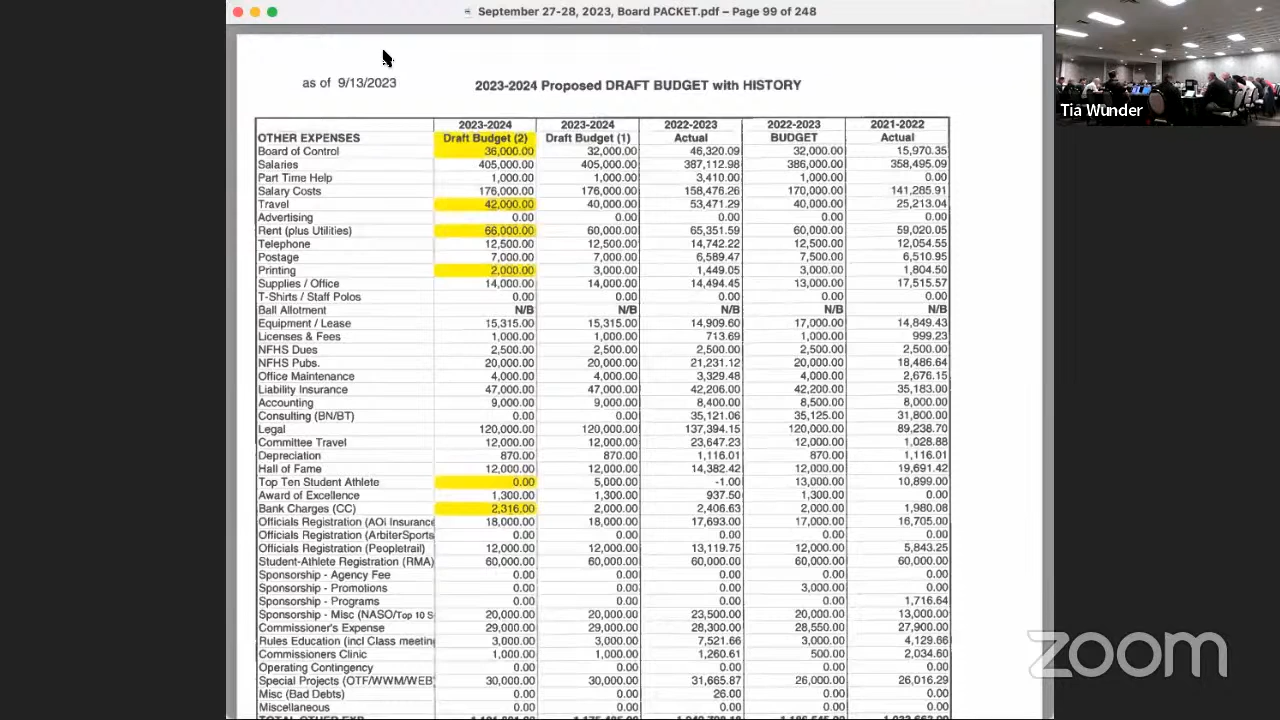 September 27-28, 2023, Board PACKET.pdf – Page 99 of 248
Tia Wunder
as of 9/13/2023
2023-2024 Proposed DRAFT BUDGET with HISTORY
2023-2024 2023-2024 2022-2023 2022-2023 2021-2022
OTHER EXPENSES Draft Budget (2) Draft Budget (1) Actual BUDGET Actual
Board of Control 36,000.00 32,000.00 46,320.09 32,000.00 15,970.35
Salaries 405,000.00 405,000.00 387,112.98 386,000.00 358,495.09
Part Time Help 1,000.00 1,000.00 3,410.00 1,000.00 0.00
Salary Costs 176,000.00 176,000.00 158,476.26 170,000.00 141,285.91
Travel 42,000.00 40,000.00 53,471.29 40,000.00 25,213.04
Advertising 0.00 0.00 0.00 0.00 0.00
Rent (plus Utilities) 66,000.00 60,000.00 65,351.59 60,000.00 59,020.05
Telephone 12,500.00 12,500.00 14,742.22 12,500.00 12,054.55
Postage 7,000.00 7,000.00 6,589.47 7,500.00 6,510.95
Printing 2,000.00 3,000.00 1,449.05 3,000.00 1,804.50
Supplies / Office 14,000.00 14,000.00 14,494.45 13,000.00 17,515.57
T-Shirts / Staff Polos 0.00 0.00 0.00 0.00 0.00
Ball Allotment N/B N/B N/B N/B N/B
Equipment / Lease 15,315.00 15,315.00 14,909.60 17,000.00 14,849.43
Licenses & Fees 1,000.00 1,000.00 713.69 1,000.00 999.23
NFHS Dues 2,500.00 2,500.00 2,500.00 2,500.00 2,500.00
NFHS Pubs. 20,000.00 20,000.00 21,231.12 20,000.00 18,486.64
Office Maintenance 4,000.00 4,000.00 3,329.48 4,000.00 2,676.15
Liability Insurance 47,000.00 47,000.00 42,206.00 42,200.00 35,183.00
Accounting 9,000.00 9,000.00 8,400.00 8,500.00 8,000.00
Consulting (BN/BT) 0.00 0.00 35,121.06 35,125.00 31,800.00
Legal 120,000.00 120,000.00 137,394.15 120,000.00 89,238.70
Committee Travel 12,000.00 12,000.00 23,647.23 12,000.00 1,028.88
Depreciation 870.00 870.00 1,116.01 870.00 1,116.01
Hall of Fame 12,000.00 12,000.00 14,382.42 12,000.00 19,691.42
Top Ten Student Athlete 0.00 5,000.00 -1.00 13,000.00 10,899.00
Award of Excellence 1,300.00 1,300.00 937.50 1,300.00 0.00
Bank Charges (CC) 2,316.00 2,000.00 2,406.63 2,000.00 1,980.08
Officials Registration (AOi Insurance 18,000.00 18,000.00 17,693.00 17,000.00 16,705.00
Officials Registration (ArbiterSports 0.00 0.00 0.00 0.00 0.00
Officials Registration (Peopletrail) 12,000.00 12,000.00 13,119.75 12,000.00 5,843.25
Student-Athlete Registration (RMA) 60,000.00 60,000.00 60,000.00 60,000.00 60,000.00
Sponsorship - Agency Fee 0.00 0.00 0.00 0.00 0.00
Sponsorship - Promotions 0.00 0.00 0.00 3,000.00 0.00
Sponsorship - Programs 0.00 0.00 0.00 0.00 1,716.64
Sponsorship - Misc (NASO/Top 10 S 20,000.00 20,000.00 23,500.00 20,000.00 13,000.00
Commissioner's Expense 29,000.00 29,000.00 28,300.00 28,550.00 27,900.00
Rules Education (incl Class meetin 3,000.00 3,000.00 7,521.66 3,000.00 4,129.66
Commissioners Clinic 1,000.00 1,000.00 1,260.61 500.00 2,034.60
Operating Contingency 0.00 0.00 0.00 0.00 0.00
Special Projects (OTF/WWM/WEB 30,000.00 30,000.00 31,665.87 26,000.00 26,016.29
Misc (Bad Debts) 0.00 0.00 26.00 0.00 0.00
Miscellaneous 0.00 0.00 0.00 0.00 0.00
zoom